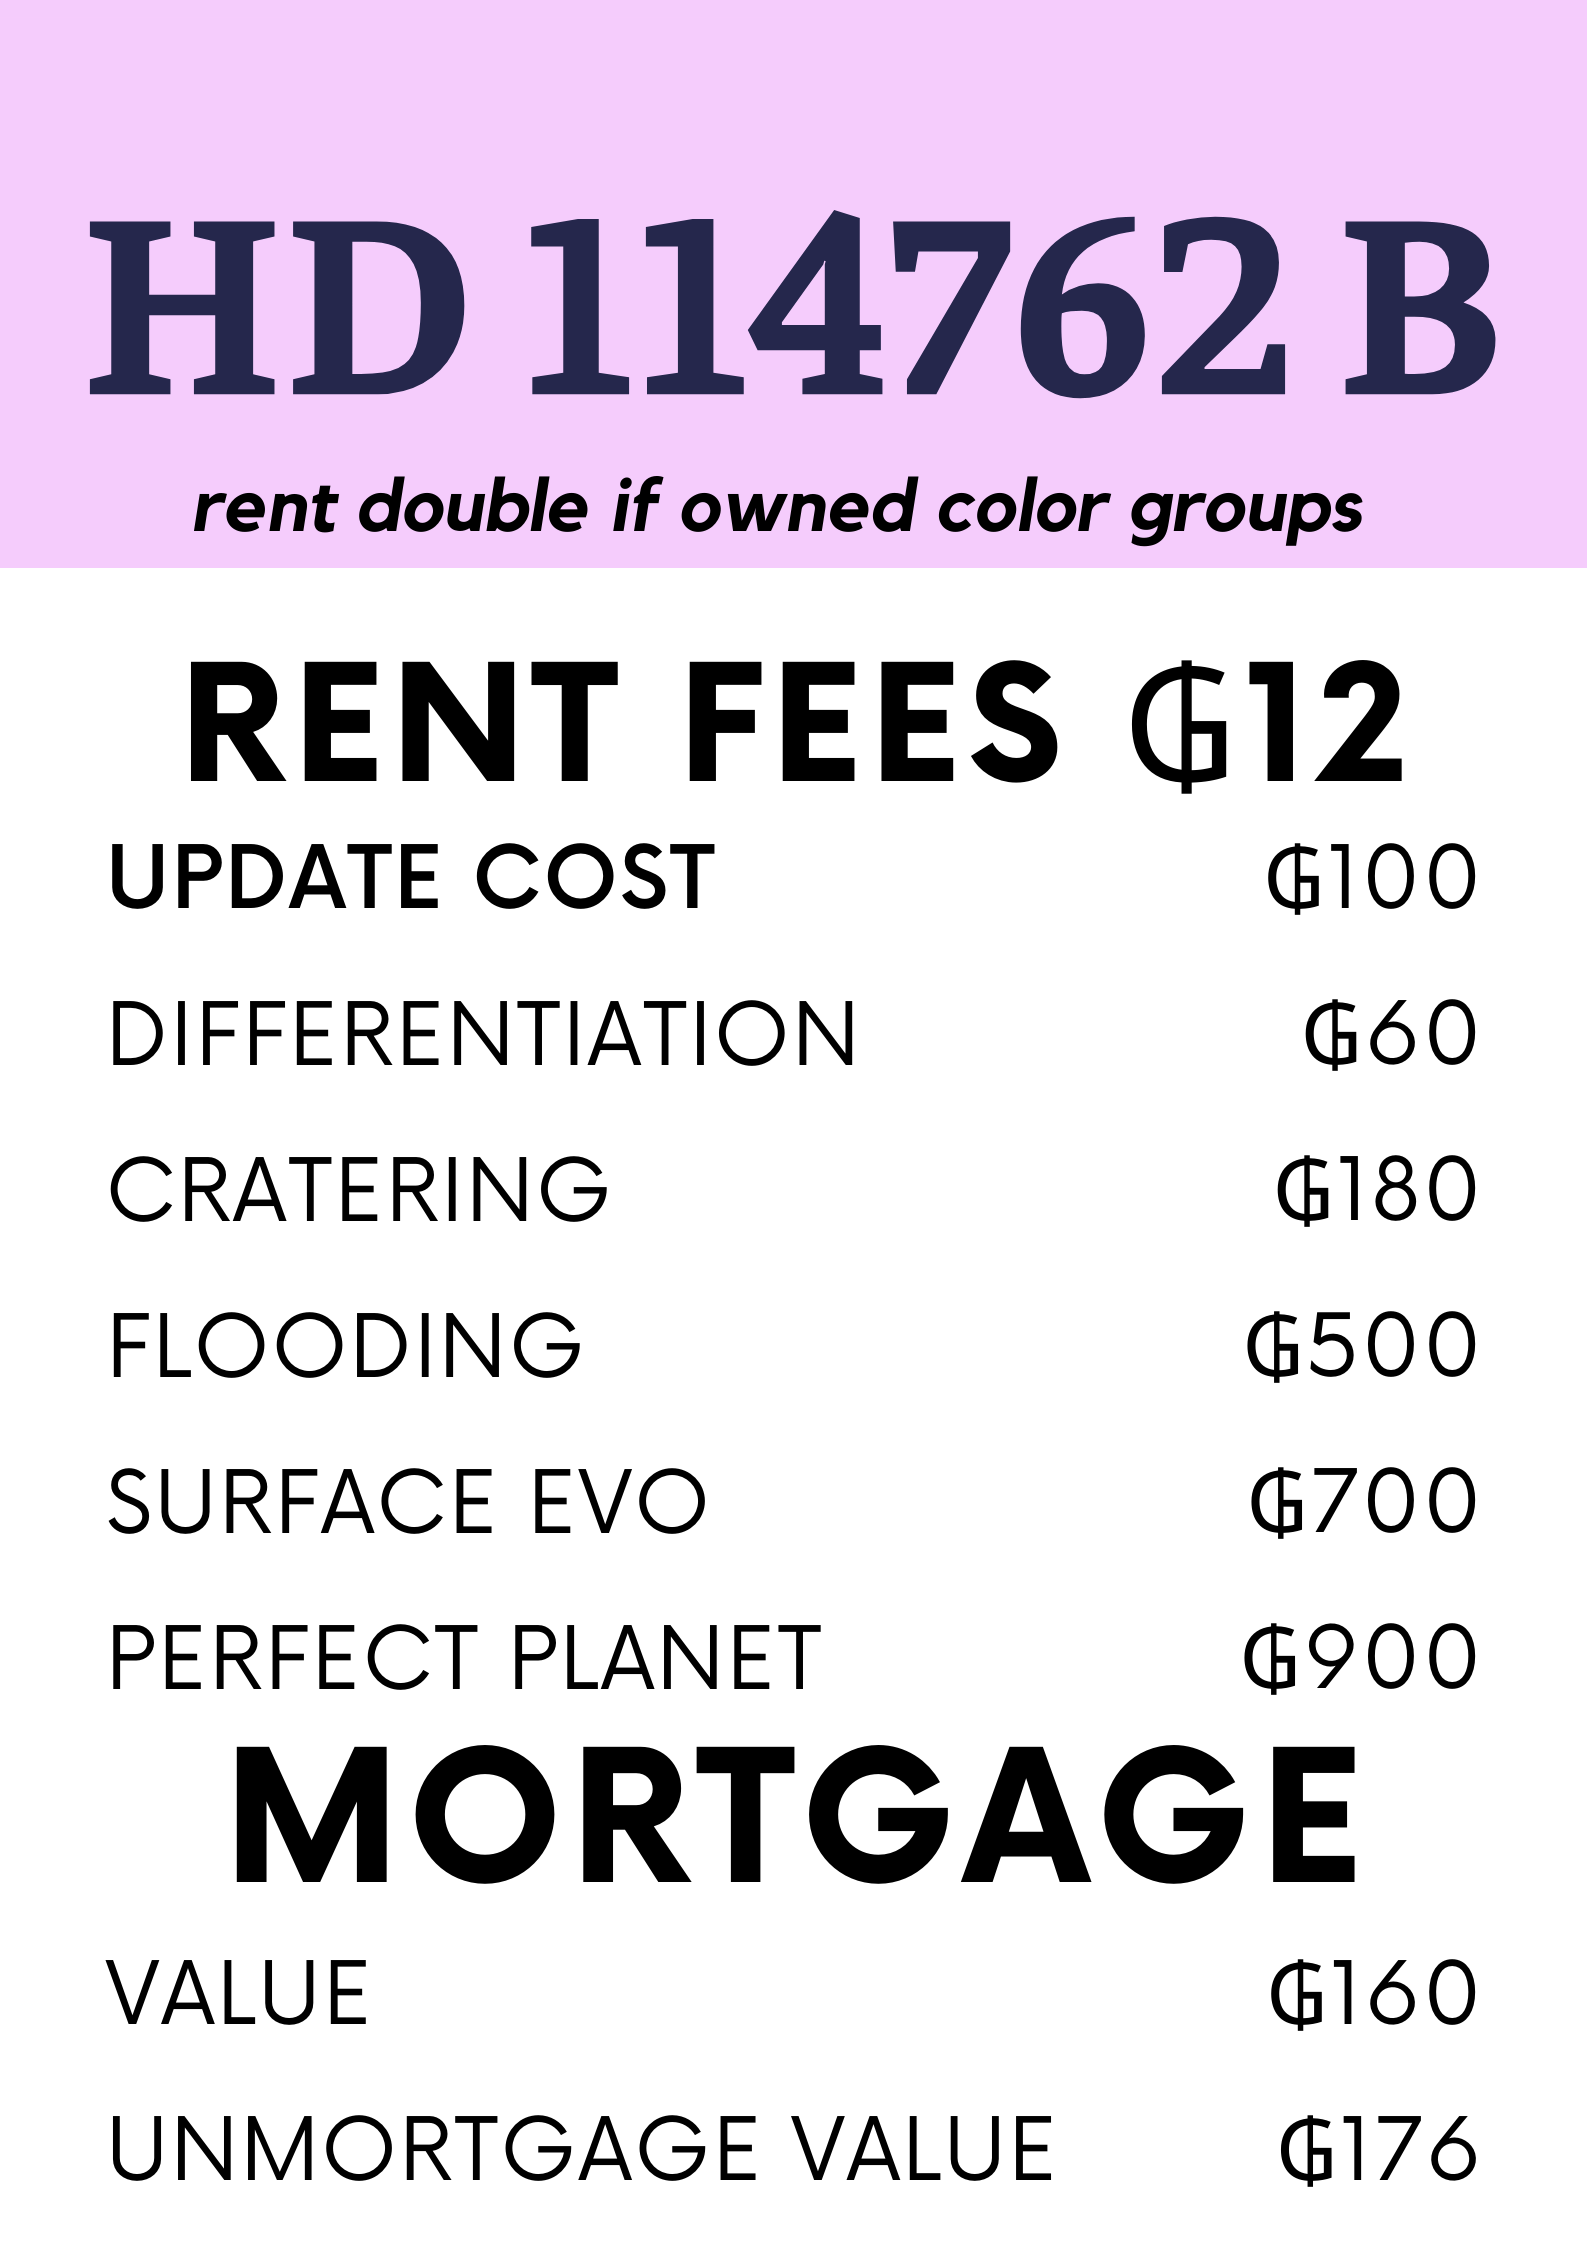 HD 114762 B
rent double if owned color groups
RENT FEES ₲12
UPDATE COST ₲100
DIFFERENTIATION ₲60
CRATERING ₲180
FLOODING ₲500
SURFACE EVO ₲700
PERFECT PLANET ₲900
MORTGAGE
VALUE ₲160
UNMORTGAGE VALUE ₲176